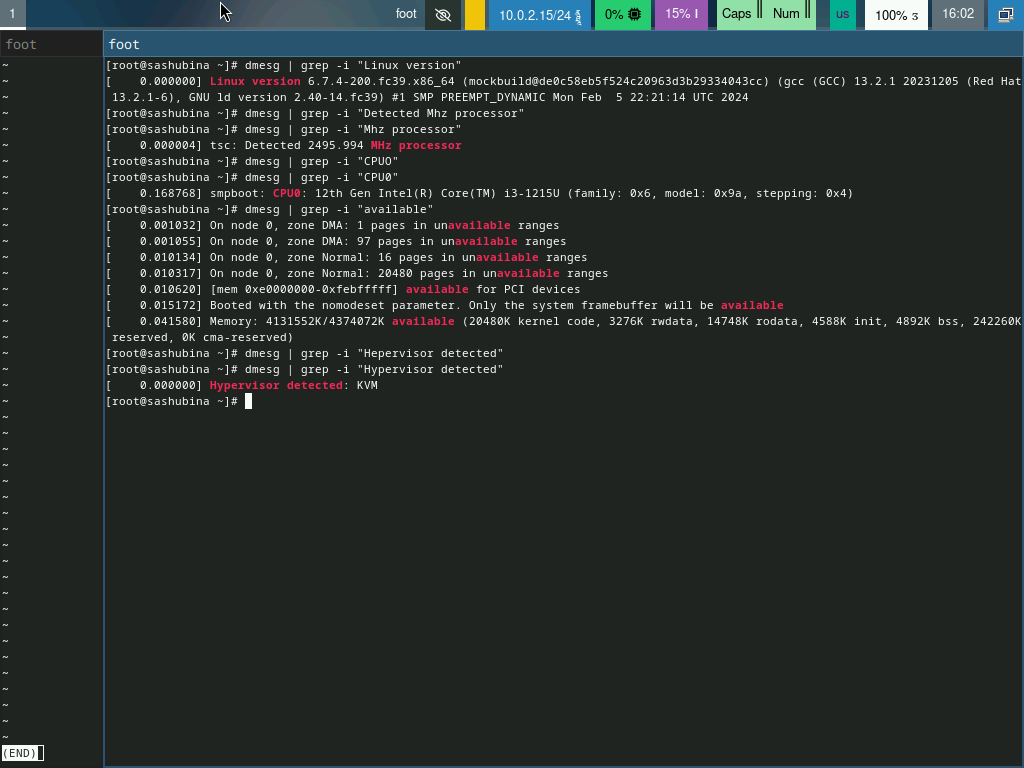 1
foot
10.0.2.15/24
0%
15%
Caps
Num
us
100%
16:02
foot
foot
[root@sashubina ~]# dmesg | grep -i "Linux version"
[    0.000000] Linux version 6.7.4-200.fc39.x86_64 (mockbuild@de0c58eb5f524c20963d3b29334043cc) (gcc (GCC) 13.2.1 20231205 (Red Hat
13.2.1-6), GNU ld version 2.40-14.fc39) #1 SMP PREEMPT_DYNAMIC Mon Feb  5 22:21:14 UTC 2024
[root@sashubina ~]# dmesg | grep -i "Detected Mhz processor"
[root@sashubina ~]# dmesg | grep -i "Mhz processor"
[    0.000004] tsc: Detected 2495.994 MHz processor
[root@sashubina ~]# dmesg | grep -i "CPUO"
[root@sashubina ~]# dmesg | grep -i "CPU0"
[    0.168768] smpboot: CPU0: 12th Gen Intel(R) Core(TM) i3-1215U (family: 0x6, model: 0x9a, stepping: 0x4)
[root@sashubina ~]# dmesg | grep -i "available"
[    0.001032] On node 0, zone DMA: 1 pages in unavailable ranges
[    0.001055] On node 0, zone DMA: 97 pages in unavailable ranges
[    0.010134] On node 0, zone Normal: 16 pages in unavailable ranges
[    0.010317] On node 0, zone Normal: 20480 pages in unavailable ranges
[    0.010620] [mem 0xe0000000-0xfebfffff] available for PCI devices
[    0.015172] Booted with the nomodeset parameter. Only the system framebuffer will be available
[    0.041580] Memory: 4131552K/4374072K available (20480K kernel code, 3276K rwdata, 14748K rodata, 4588K init, 4892K bss, 242260K
reserved, 0K cma-reserved)
[root@sashubina ~]# dmesg | grep -i "Hepervisor detected"
[root@sashubina ~]# dmesg | grep -i "Hypervisor detected"
[    0.000000] Hypervisor detected: KVM
[root@sashubina ~]#
(END)